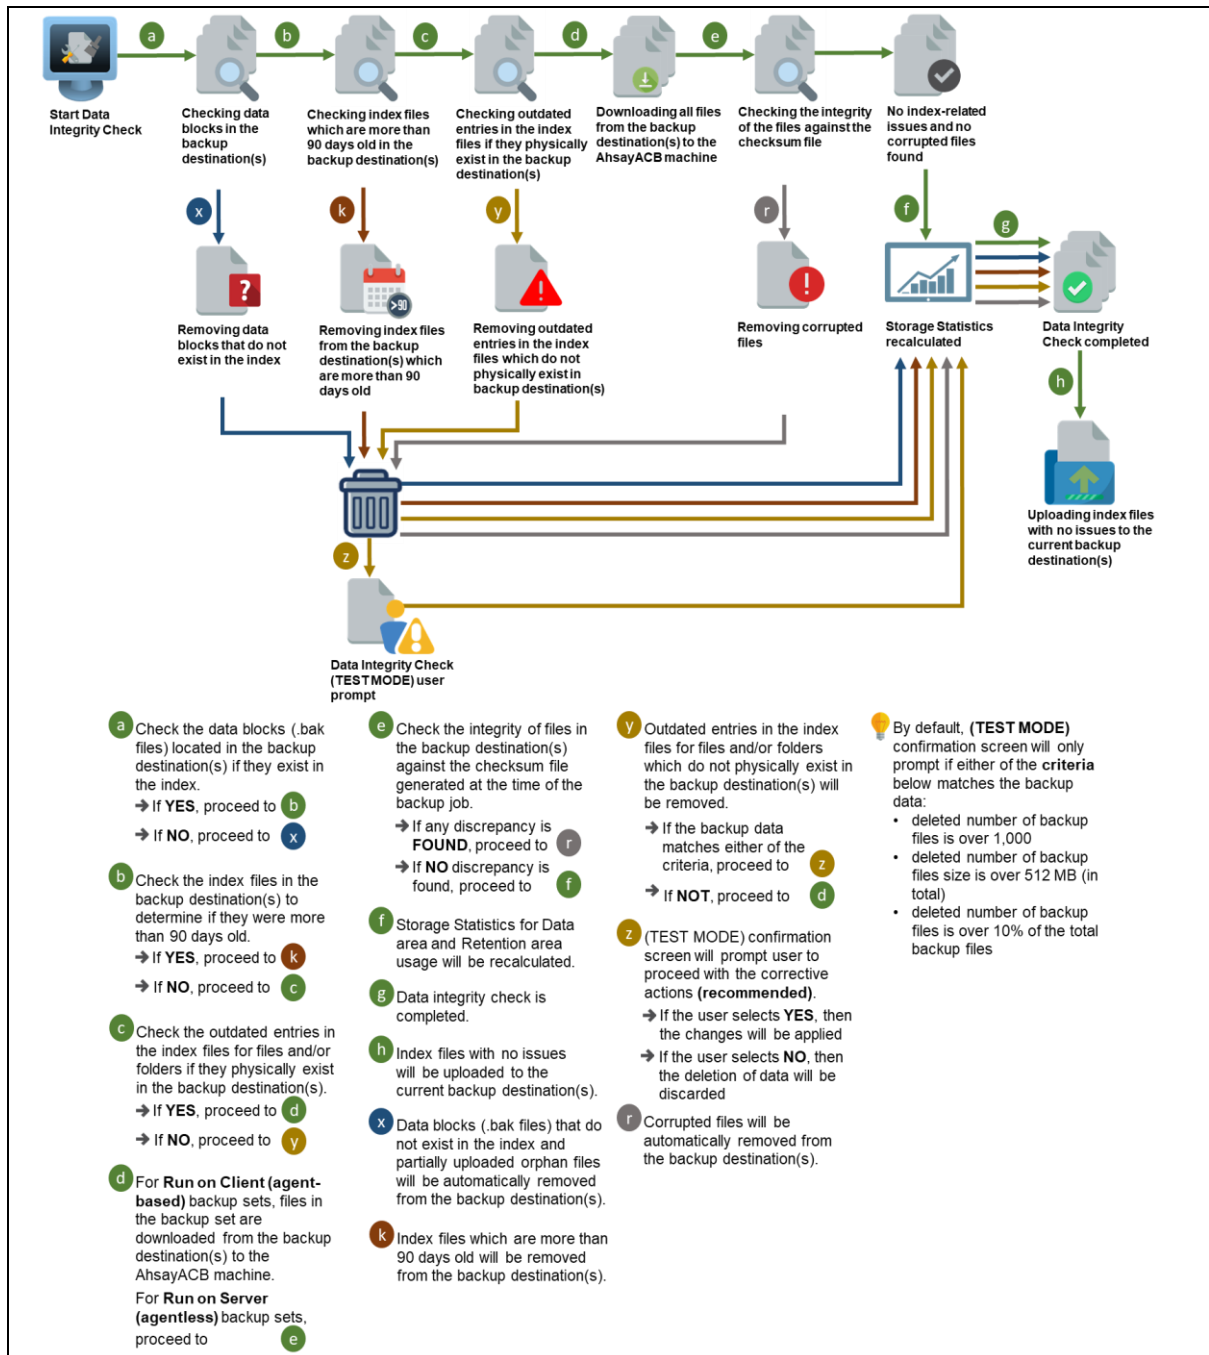 a
b
c
d
e
Start Data
Integrity Check
Checking data
blocks in the
backup
destination(s)
Checking index files
which are more than
90 days old in the
backup destination(s)
Checking outdated
entries in the index
files if they physically
exist in the backup
destination(s)
Downloading all files
from the backup
destination(s) to the
AhsayACB machine
Checking the integrity
of the files against the
checksum file
No index-related
issues and no
corrupted files
found
x
k
y
r
f
g
?
>90
!
!
Removing data
blocks that do not
exist in the index
Removing index files
from the backup
destination(s) which
are more than 90
days old
Removing outdated
entries in the index
files which do not
physically exist in
backup destination(s)
Removing corrupted
files
Storage Statistics
recalculated
Data Integrity
Check completed
h
Uploading index files
with no issues to the
current backup
destination(s)
z
!
Data Integrity Check
(TEST MODE) user
prompt
a
Check the data blocks (.bak
files) located in the backup
destination(s) if they exist in
the index.
➔ If YES, proceed to b
➔ If NO, proceed to x
b
Check the index files in the
backup destination(s) to
determine if they were more
than 90 days old.
➔ If YES, proceed to k
➔ If NO, proceed to c
c
Check the outdated entries in
the index files for files and/or
folders if they physically exist
in the backup destination(s).
➔ If YES, proceed to d
➔ If NO, proceed to y
d
For Run on Client (agent-
based) backup sets, files in
the backup set are
downloaded from the backup
destination(s) to the
AhsayACB machine.
For Run on Server
(agentless) backup sets,
proceed to e
e
Check the integrity of files in
the backup destination(s)
against the checksum file
generated at the time of the
backup job.
➔ If any discrepancy is
FOUND, proceed to r
➔ If NO discrepancy is
found, proceed to f
f
Storage Statistics for Data
area and Retention area
usage will be recalculated.
g
Data integrity check is
completed.
h
Index files with no issues
will be uploaded to the
current backup destination(s).
x
Data blocks (.bak files) that do
not exist in the index and
partially uploaded orphan files
will be automatically removed
from the backup destination(s).
k
Index files which are more than
90 days old will be removed
from the backup destination(s).
y
Outdated entries in the index
files for files and/or folders
which do not physically exist in
the backup destination(s) will
be removed.
➔ If the backup data
matches either of the
criteria, proceed to z
➔ If NOT, proceed to d
z
(TEST MODE) confirmation
screen will prompt user to
proceed with the corrective
actions (recommended).
➔ If the user selects YES, then
the changes will be applied
➔ If the user selects NO, then
the deletion of data will be
discarded
r
Corrupted files will be
automatically removed from
the backup destination(s).
By default, (TEST MODE)
confirmation screen will only
prompt if either of the criteria
below matches the backup
data:
• deleted number of backup
files is over 1,000
• deleted number of backup
files size is over 512 MB (in
total)
• deleted number of backup
files is over 10% of the total
backup files